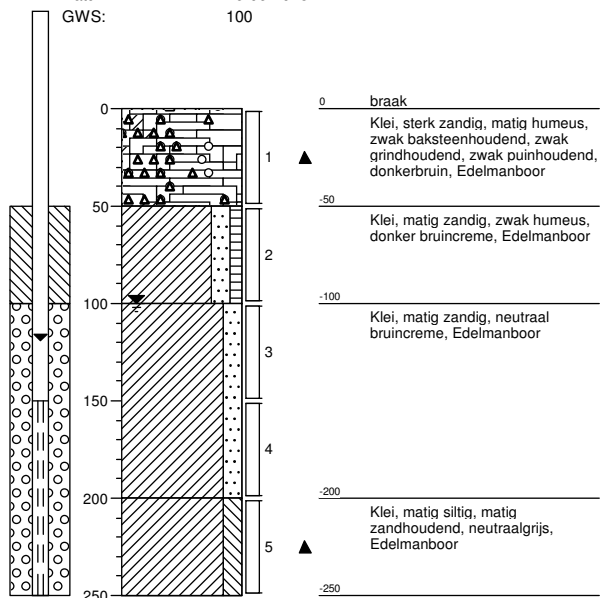 GWS: 100
0
50
100
150
200
250
1
2
3
4
5
0 braak
Klei, sterk zandig, matig humeus,
zwak baksteenhoudend, zwak
grindhoudend, zwak puinhoudend,
donkerbruin, Edelmanboor
-50
Klei, matig zandig, zwak humeus,
donker bruincreme, Edelmanboor
-100
Klei, matig zandig, neutraal
bruincreme, Edelmanboor
-200
Klei, matig siltig, matig
zandhoudend, neutraalgrijs,
Edelmanboor
-250